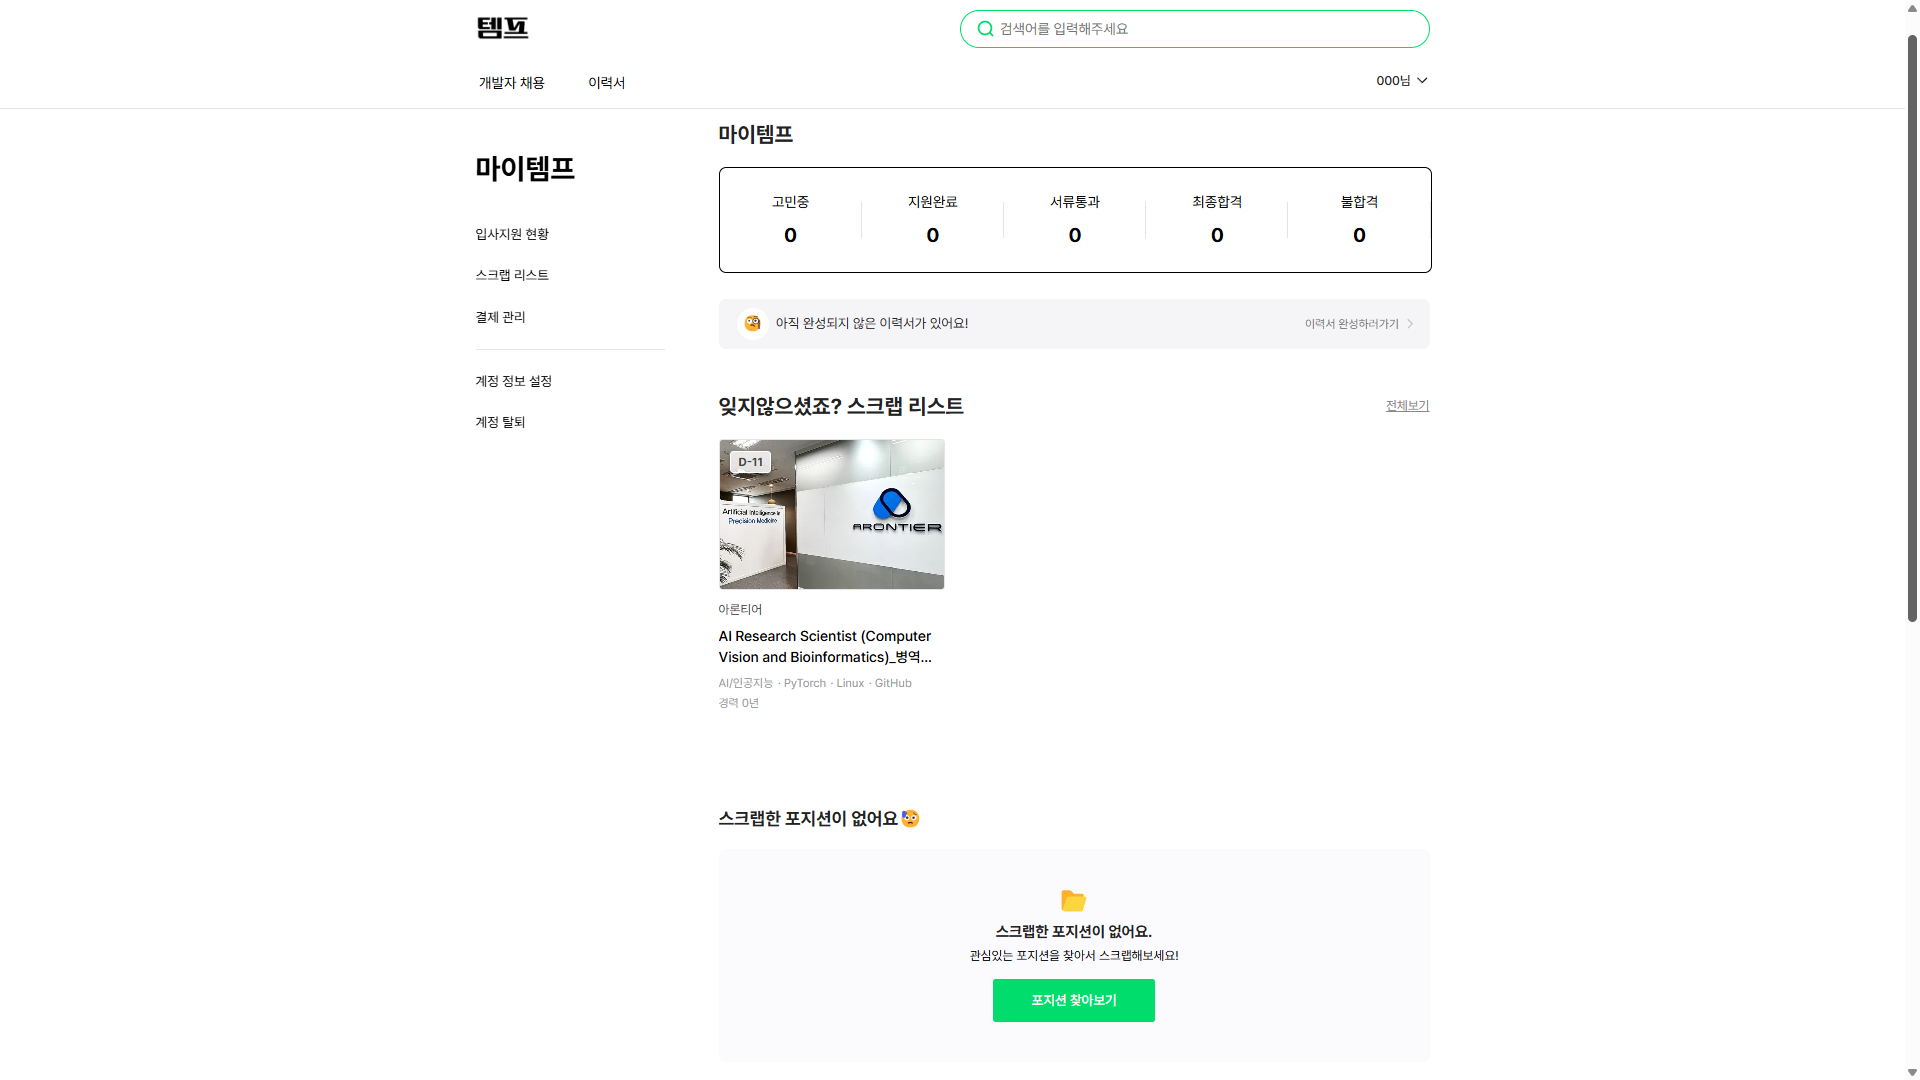 템프
검색어를 입력해주세요
개발자 채용
이력서
000님
마이템프
입사지원 현황
스크랩 리스트
결제 관리
계정 정보 설정
계정 탈퇴
마이템프
고민중
0
지원완료
0
서류통과
0
최종합격
0
불합격
0
아직 완성되지 않은 이력서가 있어요!
이력서 완성하러가기
잊지않으셨죠? 스크랩 리스트
전체보기
D-11
Artificial Intelligence in
Precision Medicine
ARONTIER
아론티어
AI Research Scientist (Computer
Vision and Bioinformatics)_병역...
AI/인공지능 · PyTorch · Linux · GitHub
경력 0년
스크랩한 포지션이 없어요
스크랩한 포지션이 없어요.
관심있는 포지션을 찾아서 스크랩해보세요!
포지션 찾아보기